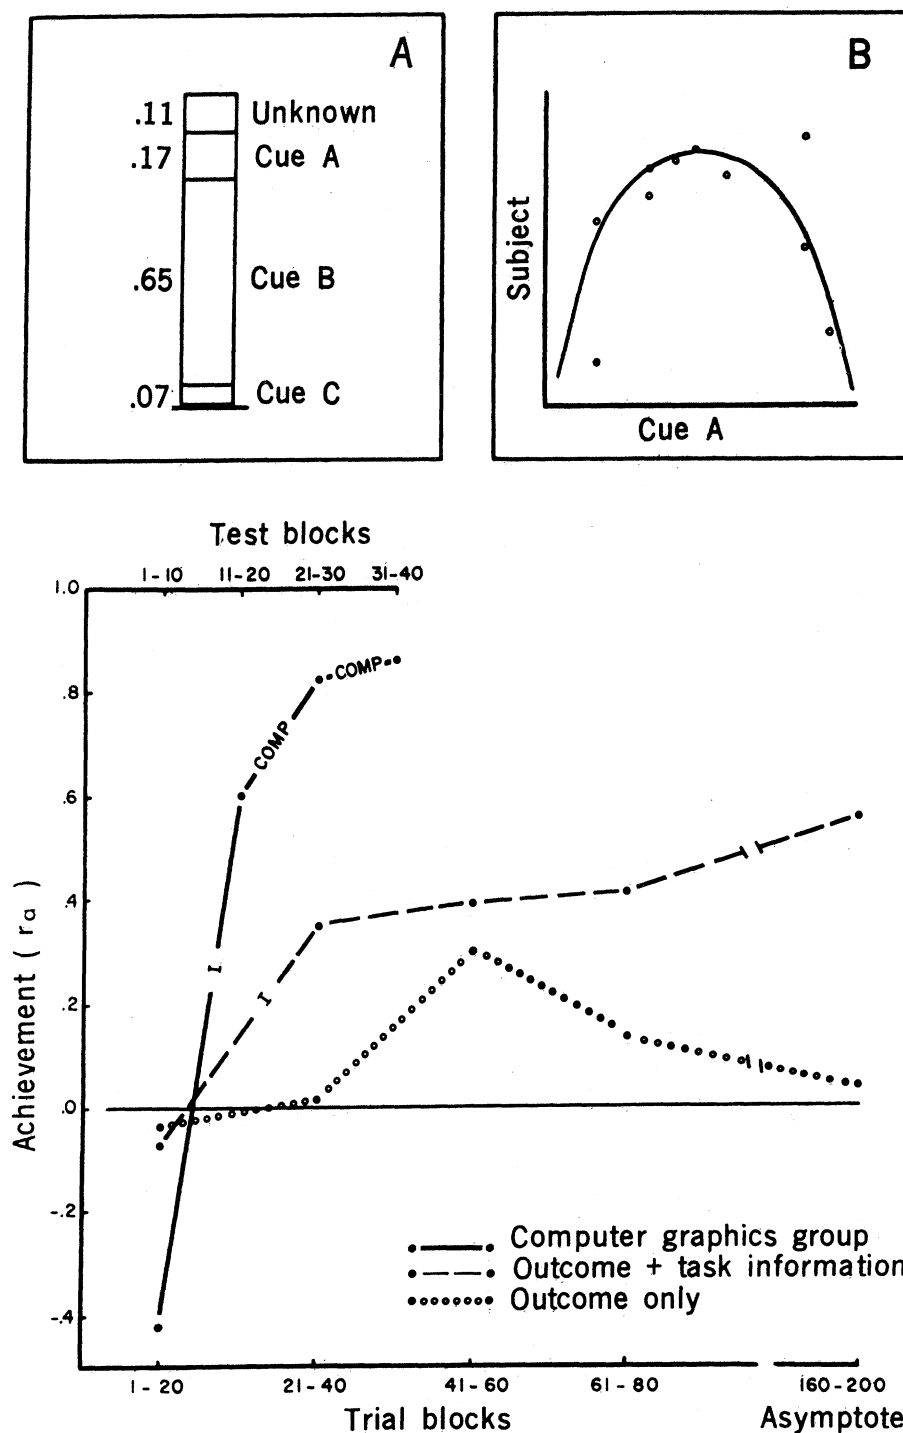 A
.11 Unknown
.17 Cue A
.65 Cue B
.07 Cue C
B
Subject
Cue A
Test blocks
1-10 11-20 21-30 31-40
1.0
.8
.6
.4
.2
.0
-.2
-.4
Achievement ( ra )
COMP
COMP
I
I
Computer graphics group
Outcome + task information
Outcome only
1-20 21-40 41-60 61-80 160-200
Trial blocks Asymptote